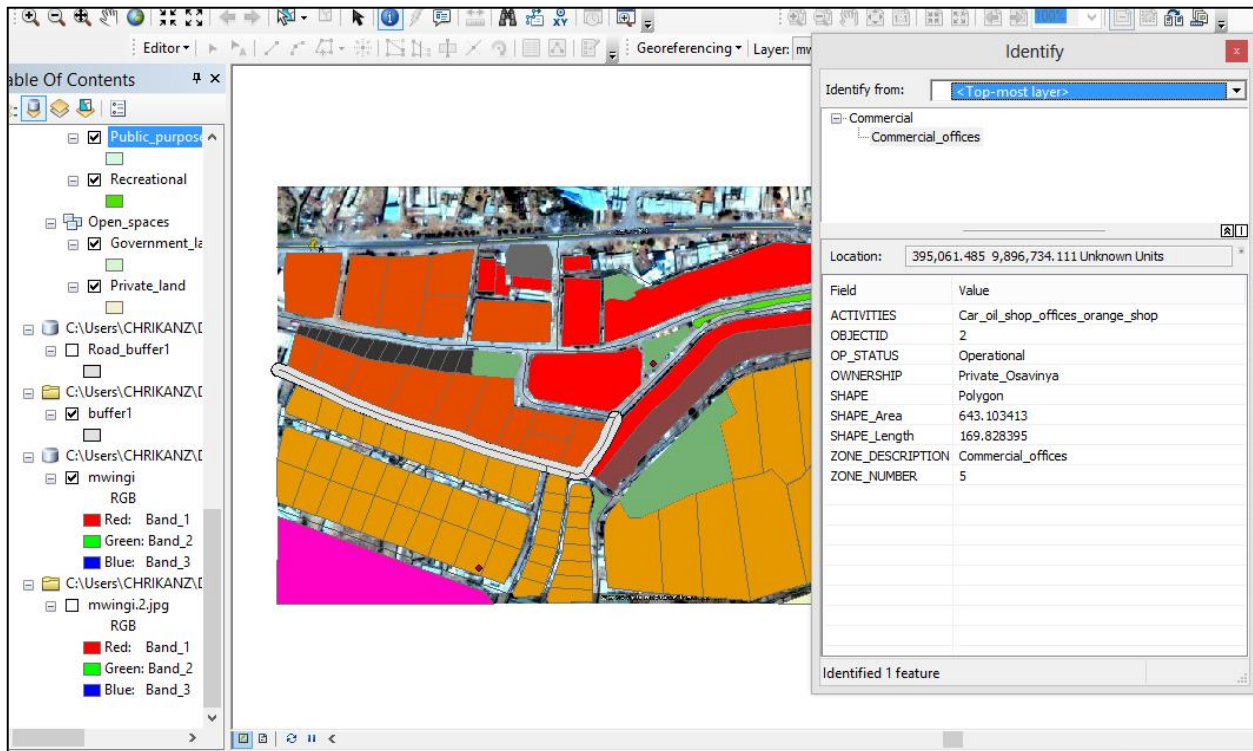 100%
Editor
Georeferencing
Layer:
Table Of Contents
Public_purpose
Recreational
Open_spaces
Government_la
Private_land
C:\Users\CHRIKANZ\D
Road_buffer1
C:\Users\CHRIKANZ\D
buffer1
C:\Users\CHRIKANZ\D
mwingi
RGB
Red: Band_1
Green: Band_2
Blue: Band_3
C:\Users\CHRIKANZ\D
mwingi.2.jpg
RGB
Red: Band_1
Green: Band_2
Blue: Band_3
Identify
Identify from:
<Top-most layer>
Commercial
Commercial_offices
Location: 395,061.485 9,896,734.111 Unknown Units
Field Value
ACTIVITIES Car_oil_shop_offices_orange_shop
OBJECTID 2
OP_STATUS Operational
OWNERSHIP Private_Osavinya
SHAPE Polygon
SHAPE_Area 643.103413
SHAPE_Length 169.828395
ZONE_DESCRIPTION Commercial_offices
ZONE_NUMBER 5
Identified 1 feature